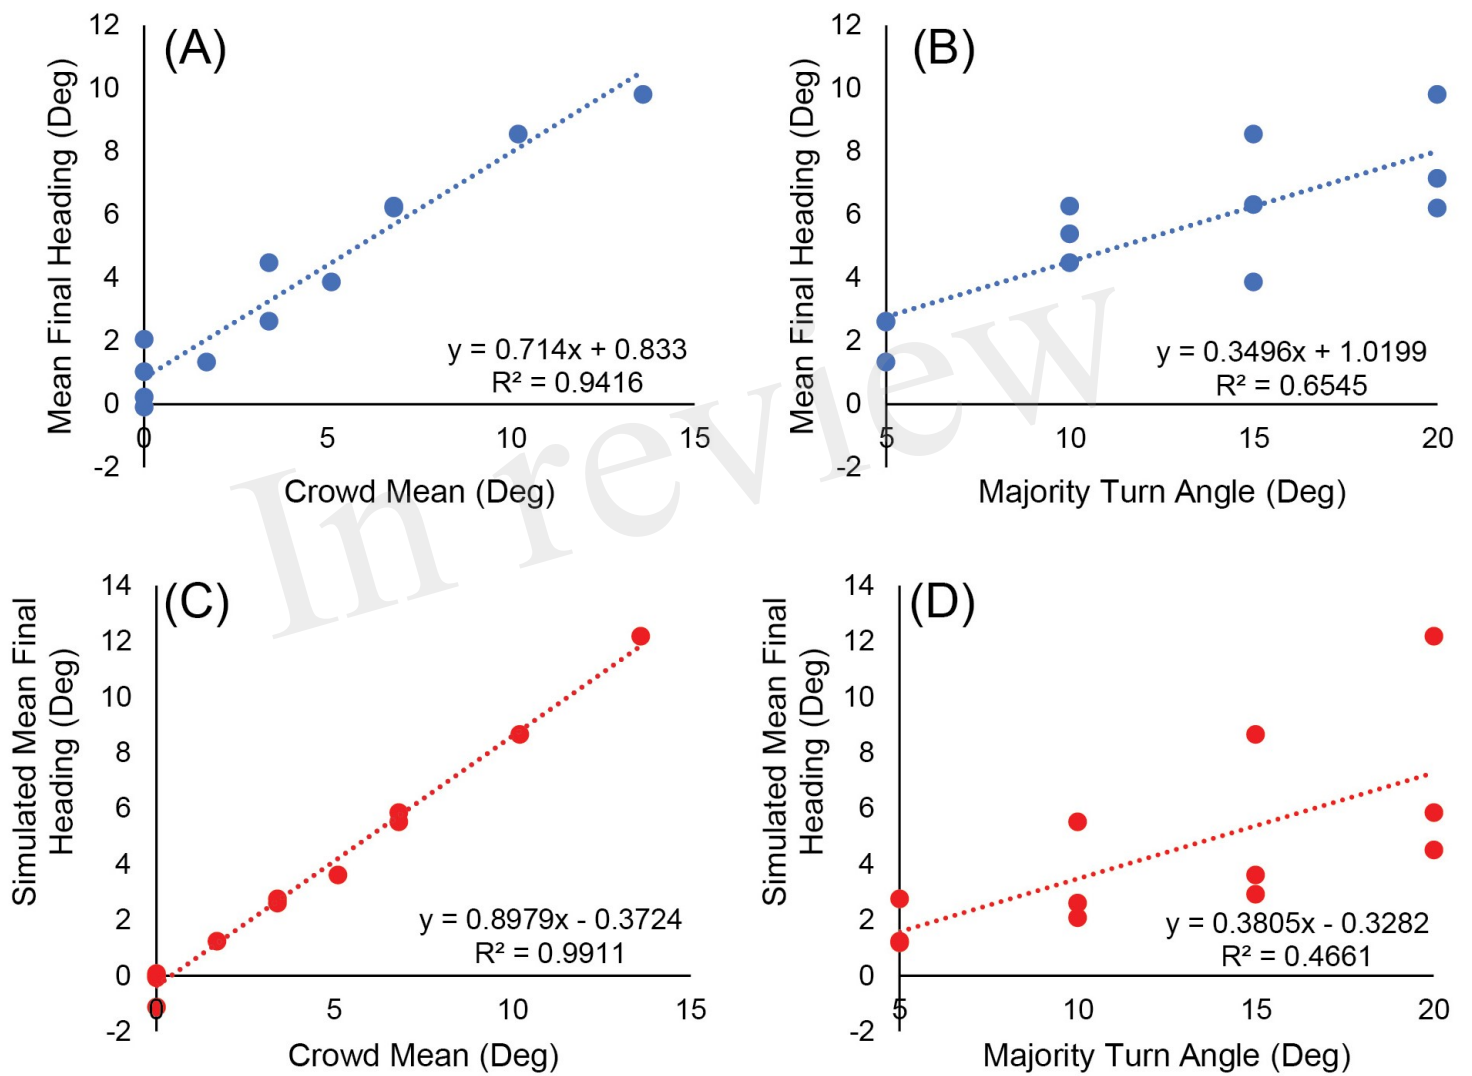 (A)
12
10
8
6
4
2
0
-2
0
5
10
15
Mean Final Heading (Deg)
Crowd Mean (Deg)
y = 0.714x + 0.833
R² = 0.9416
(B)
12
10
8
6
4
2
0
-2
5
10
15
20
Mean Final Heading (Deg)
Majority Turn Angle (Deg)
y = 0.3496x + 1.0199
R² = 0.6545
In review
(C)
14
12
10
8
6
4
2
0
-2
0
5
10
15
Simulated Mean Final
Heading (Deg)
Crowd Mean (Deg)
y = 0.8979x - 0.3724
R² = 0.9911
(D)
14
12
10
8
6
4
2
0
-2
5
10
15
20
Simulated Mean Final
Heading (Deg)
Majority Turn Angle (Deg)
y = 0.3805x - 0.3282
R² = 0.4661